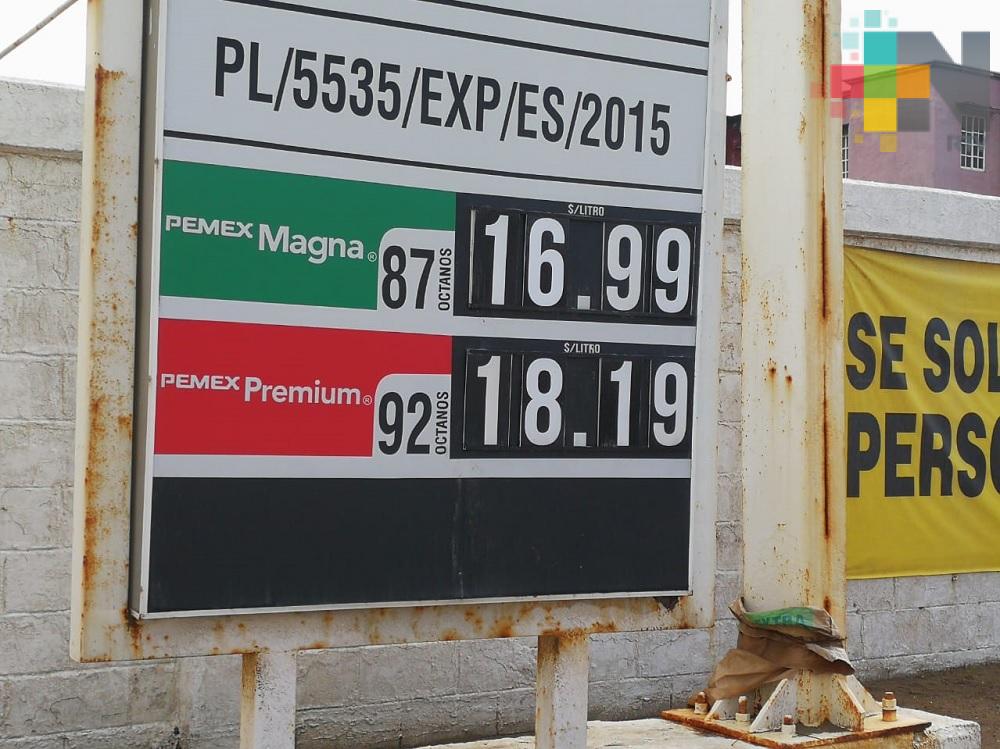 PL/5535/EXP/ES/2015
PEMEX Magna® 87 OCTANOS
$/LITRO
16.99
PEMEX Premium® 92 OCTANOS
$/LITRO
18.19
SE SOL
PERSO
N